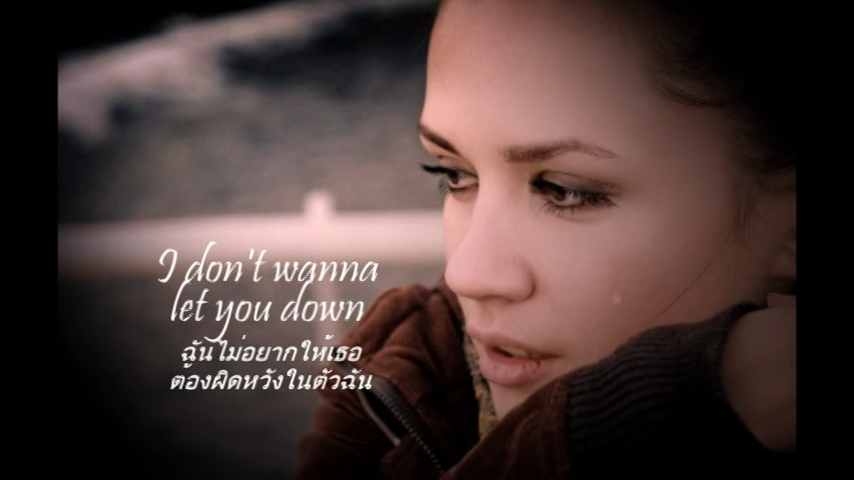 I don't wanna
let you down
ฉันไม่อยากให้เธอ
ต้องผิดหวังในตัวฉัน